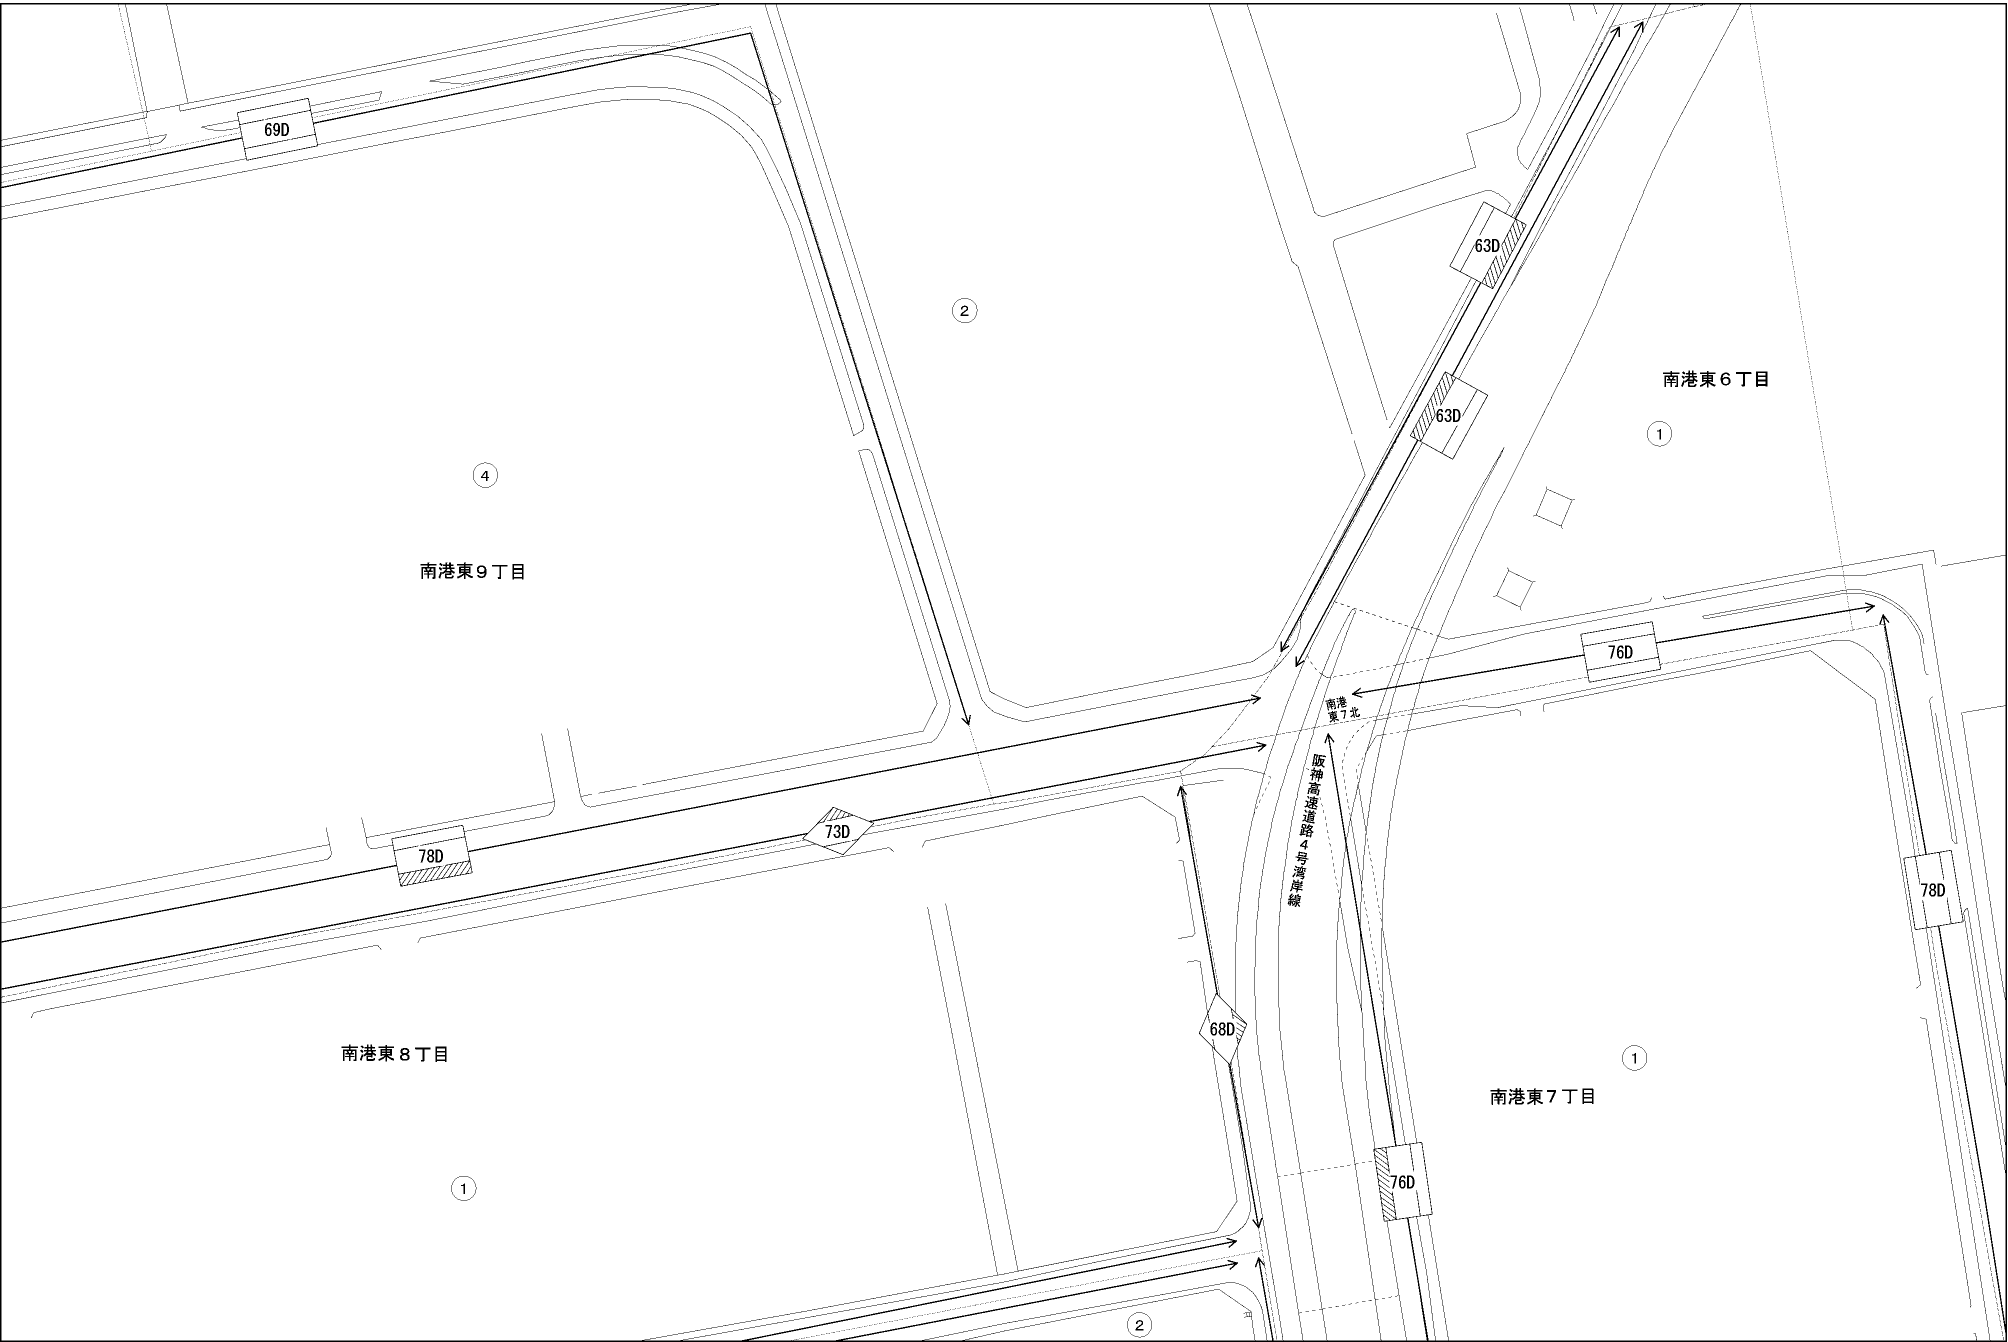 69D
63D
②
南港東６丁目
63D
①
④
南港東９丁目
76D
南港
東７北
阪神高速道路４号湾岸線
73D
78D
78D
68D
南港東８丁目
①
南港東７丁目
76D
①
②